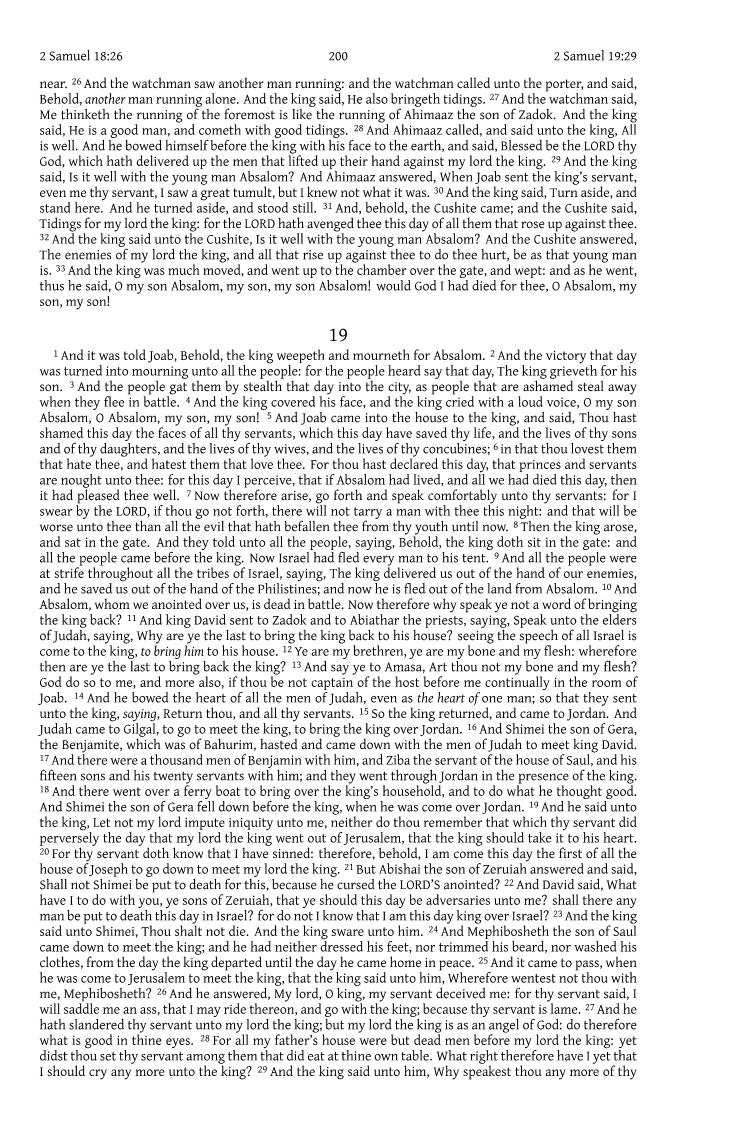 2 Samuel 18:26 200 2 Samuel 19:29
near. 26 And the watchman saw another man running: and the watchman called unto the porter, and said,
Behold, another man running alone. And the king said, He also bringeth tidings. 27 And the watchman said,
Me thinketh the running of the foremost is like the running of Ahimaaz the son of Zadok. And the king
said, He is a good man, and cometh with good tidings. 28 And Ahimaaz called, and said unto the king, All
is well. And he bowed himself before the king with his face to the earth, and said, Blessed be the LORD thy
God, which hath delivered up the men that lifted up their hand against my lord the king. 29 And the king
said, Is it well with the young man Absalom? And Ahimaaz answered, When Joab sent the king's servant,
even me thy servant, I saw a great tumult, but I knew not what it was. 30 And the king said, Turn aside, and
stand here. And he turned aside, and stood still. 31 And, behold, the Cushite came; and the Cushite said,
Tidings for my lord the king: for the LORD hath avenged thee this day of all them that rose up against thee.
32 And the king said unto the Cushite, Is it well with the young man Absalom? And the Cushite answered,
The enemies of my lord the king, and all that rise up against thee to do thee hurt, be as that young man
is. 33 And the king was much moved, and went up to the chamber over the gate, and wept: and as he went,
thus he said, O my son Absalom, my son, my son Absalom! would God I had died for thee, O Absalom, my
son, my son!
19
1 And it was told Joab, Behold, the king weepeth and mourneth for Absalom. 2 And the victory that day
was turned into mourning unto all the people: for the people heard say that day, The king grieveth for his
son. 3 And the people gat them by stealth that day into the city, as people that are ashamed steal away
when they flee in battle. 4 And the king covered his face, and the king cried with a loud voice, O my son
Absalom, O Absalom, my son, my son! 5 And Joab came into the house to the king, and said, Thou hast
shamed this day the faces of all thy servants, which this day have saved thy life, and the lives of thy sons
and of thy daughters, and the lives of thy wives, and the lives of thy concubines; 6 in that thou lovest them
that hate thee, and hatest them that love thee. For thou hast declared this day, that princes and servants
are nought unto thee: for this day I perceive, that if Absalom had lived, and all we had died this day, then
it had pleased thee well. 7 Now therefore arise, go forth and speak comfortably unto thy servants: for I
swear by the LORD, if thou go not forth, there will not tarry a man with thee this night: and that will be
worse unto thee than all the evil that hath befallen thee from thy youth until now. 8 Then the king arose,
and sat in the gate. And they told unto all the people, saying, Behold, the king doth sit in the gate: and
all the people came before the king. Now Israel had fled every man to his tent. 9 And all the people were
at strife throughout all the tribes of Israel, saying, The king delivered us out of the hand of our enemies,
and he saved us out of the hand of the Philistines; and now he is fled out of the land from Absalom. 10 And
Absalom, whom we anointed over us, is dead in battle. Now therefore why speak ye not a word of bringing
the king back? 11 And king David sent to Zadok and to Abiathar the priests, saying, Speak unto the elders
of Judah, saying, Why are ye the last to bring the king back to his house? seeing the speech of all Israel is
come to the king, to bring him to his house. 12 Ye are my brethren, ye are my bone and my flesh: wherefore
then are ye the last to bring back the king? 13 And say ye to Amasa, Art thou not my bone and my flesh?
God do so to me, and more also, if thou be not captain of the host before me continually in the room of
Joab. 14 And he bowed the heart of all the men of Judah, even as the heart of one man; so that they sent
unto the king, saying, Return thou, and all thy servants. 15 So the king returned, and came to Jordan. And
Judah came to Gilgal, to go to meet the king, to bring the king over Jordan. 16 And Shimei the son of Gera,
the Benjamite, which was of Bahurim, hasted and came down with the men of Judah to meet king David.
17 And there were a thousand men of Benjamin with him, and Ziba the servant of the house of Saul, and his
fifteen sons and his twenty servants with him; and they went through Jordan in the presence of the king.
18 And there went over a ferry boat to bring over the king's household, and to do what he thought good.
And Shimei the son of Gera fell down before the king, when he was come over Jordan. 19 And he said unto
the king, Let not my lord impute iniquity unto me, neither do thou remember that which thy servant did
perversely the day that my lord the king went out of Jerusalem, that the king should take it to his heart.
20 For thy servant doth know that I have sinned: therefore, behold, I am come this day the first of all the
house of Joseph to go down to meet my lord the king. 21 But Abishai the son of Zeruiah answered and said,
Shall not Shimei be put to death for this, because he cursed the LORD'S anointed? 22 And David said, What
have I to do with you, ye sons of Zeruiah, that ye should this day be adversaries unto me? shall there any
man be put to death this day in Israel? for do not I know that I am this day king over Israel? 23 And the king
said unto Shimei, Thou shalt not die. And the king sware unto him. 24 And Mephibosheth the son of Saul
came down to meet the king; and he had neither dressed his feet, nor trimmed his beard, nor washed his
clothes, from the day the king departed until the day he came home in peace. 25 And it came to pass, when
he was come to Jerusalem to meet the king, that the king said unto him, Wherefore wentest not thou with
me, Mephibosheth? 26 And he answered, My lord, O king, my servant deceived me: for thy servant said, I
will saddle me an ass, that I may ride thereon, and go with the king; because thy servant is lame. 27 And he
hath slandered thy servant unto my lord the king; but my lord the king is as an angel of God: do therefore
what is good in thine eyes. 28 For all my father's house were but dead men before my lord the king: yet
didst thou set thy servant among them that did eat at thine own table. What right therefore have I yet that
I should cry any more unto the king? 29 And the king said unto him, Why speakest thou any more of thy